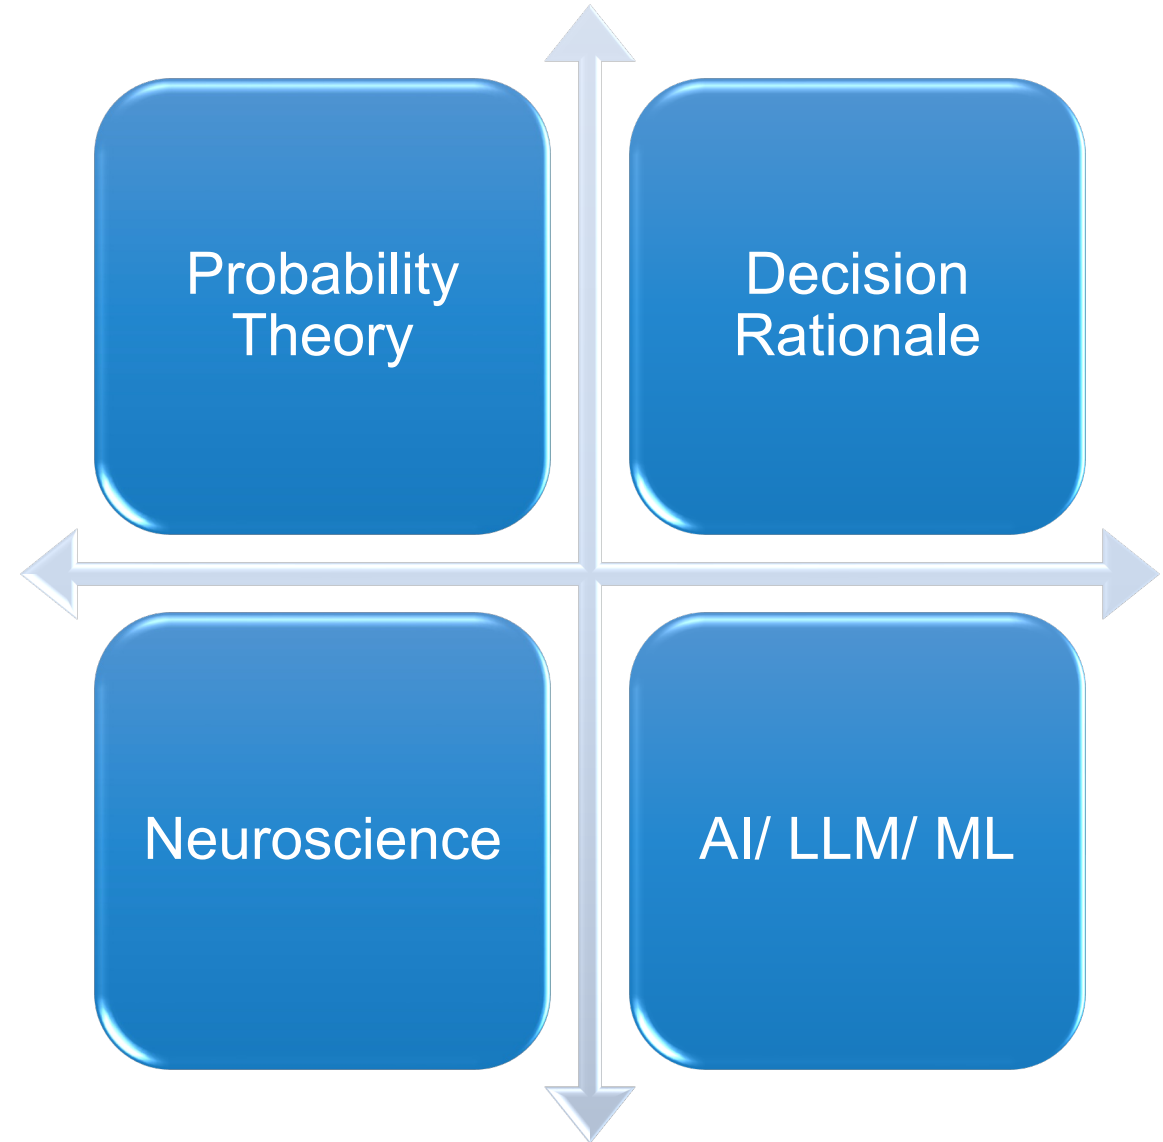 Probability
Theory
Decision
Rationale
Neuroscience
AI/ LLM/ ML